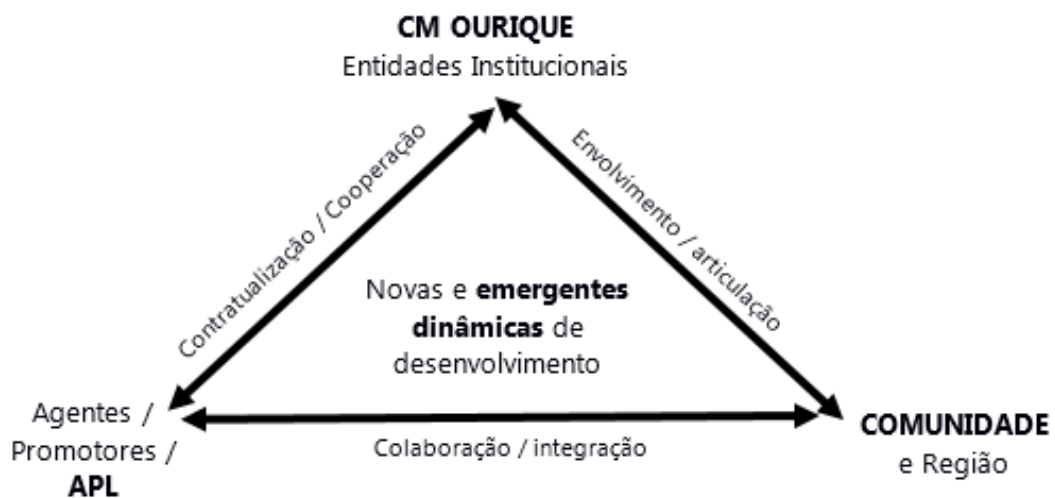 CM OURIQUE
Entidades Institucionais
Contratualização / Cooperação
Envolvimento / articulação
Novas e emergentes
dinâmicas de
desenvolvimento
Agentes /
Promotores /
APL
Colaboração / integração
COMUNIDADE
e Região